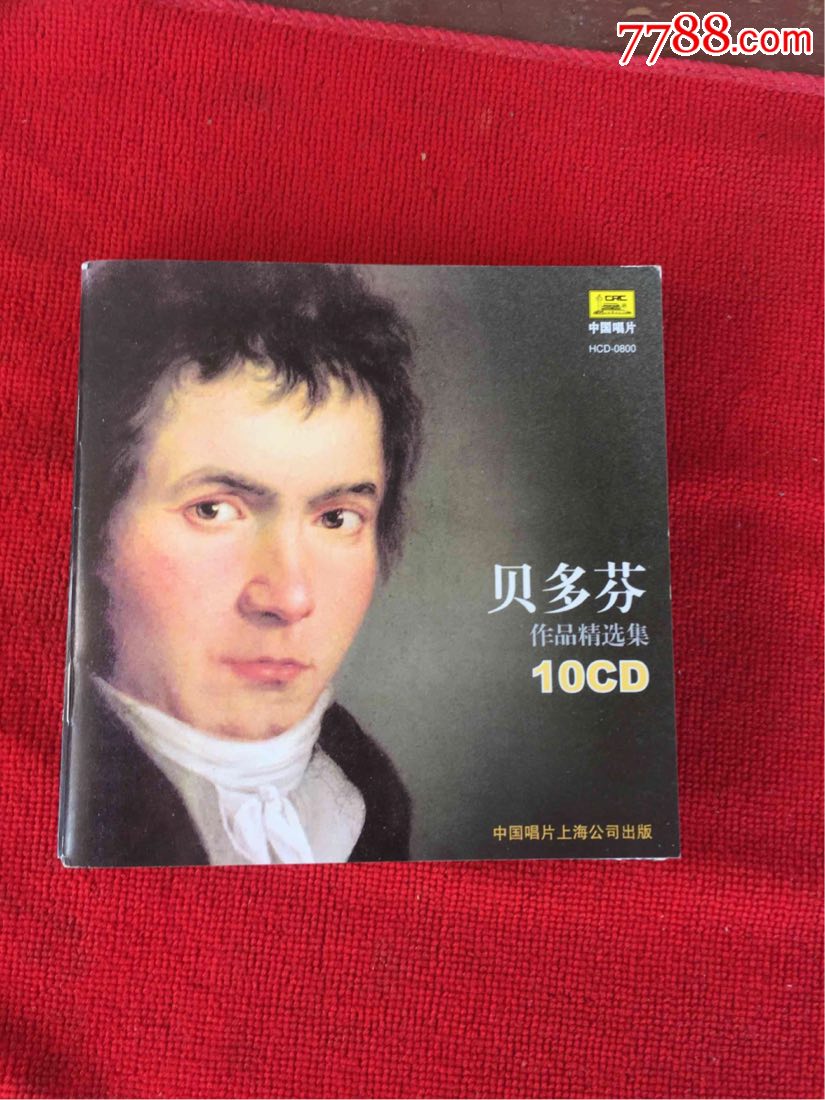 7788.com
CRC
中国唱片
HCD-0800
贝多芬
作品精选集
10CD
中国唱片上海公司出版